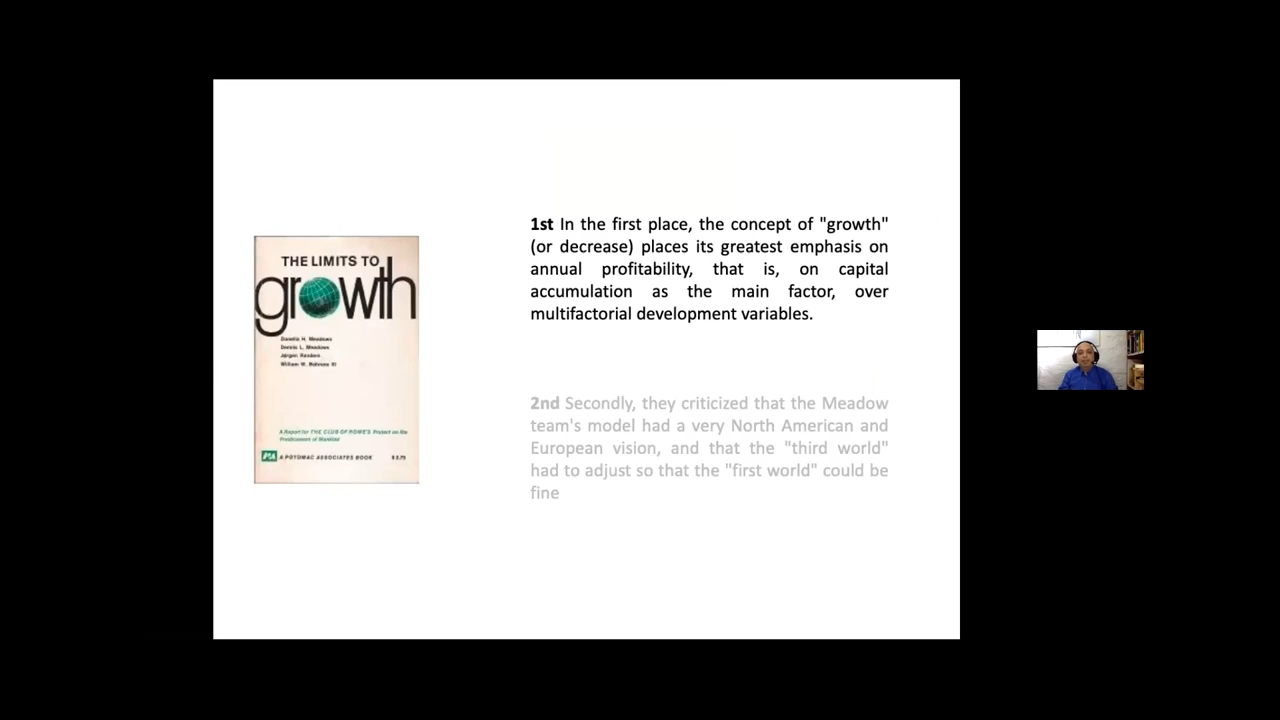 THE LIMITS TO
growth
Donella H. Meadows
Dennis L. Meadows
Jørgen Randers
William W. Behrens III
A Report for THE CLUB OF ROME'S Project on the
Predicament of Mankind
A POTOMAC ASSOCIATES BOOK
1st In the first place, the concept of "growth"
(or decrease) places its greatest emphasis on
annual profitability, that is, on capital
accumulation as the main factor, over
multifactorial development variables.
2nd Secondly, they criticized that the Meadow
team's model had a very North American and
European vision, and that the "third world"
had to adjust so that the "first world" could be
fine